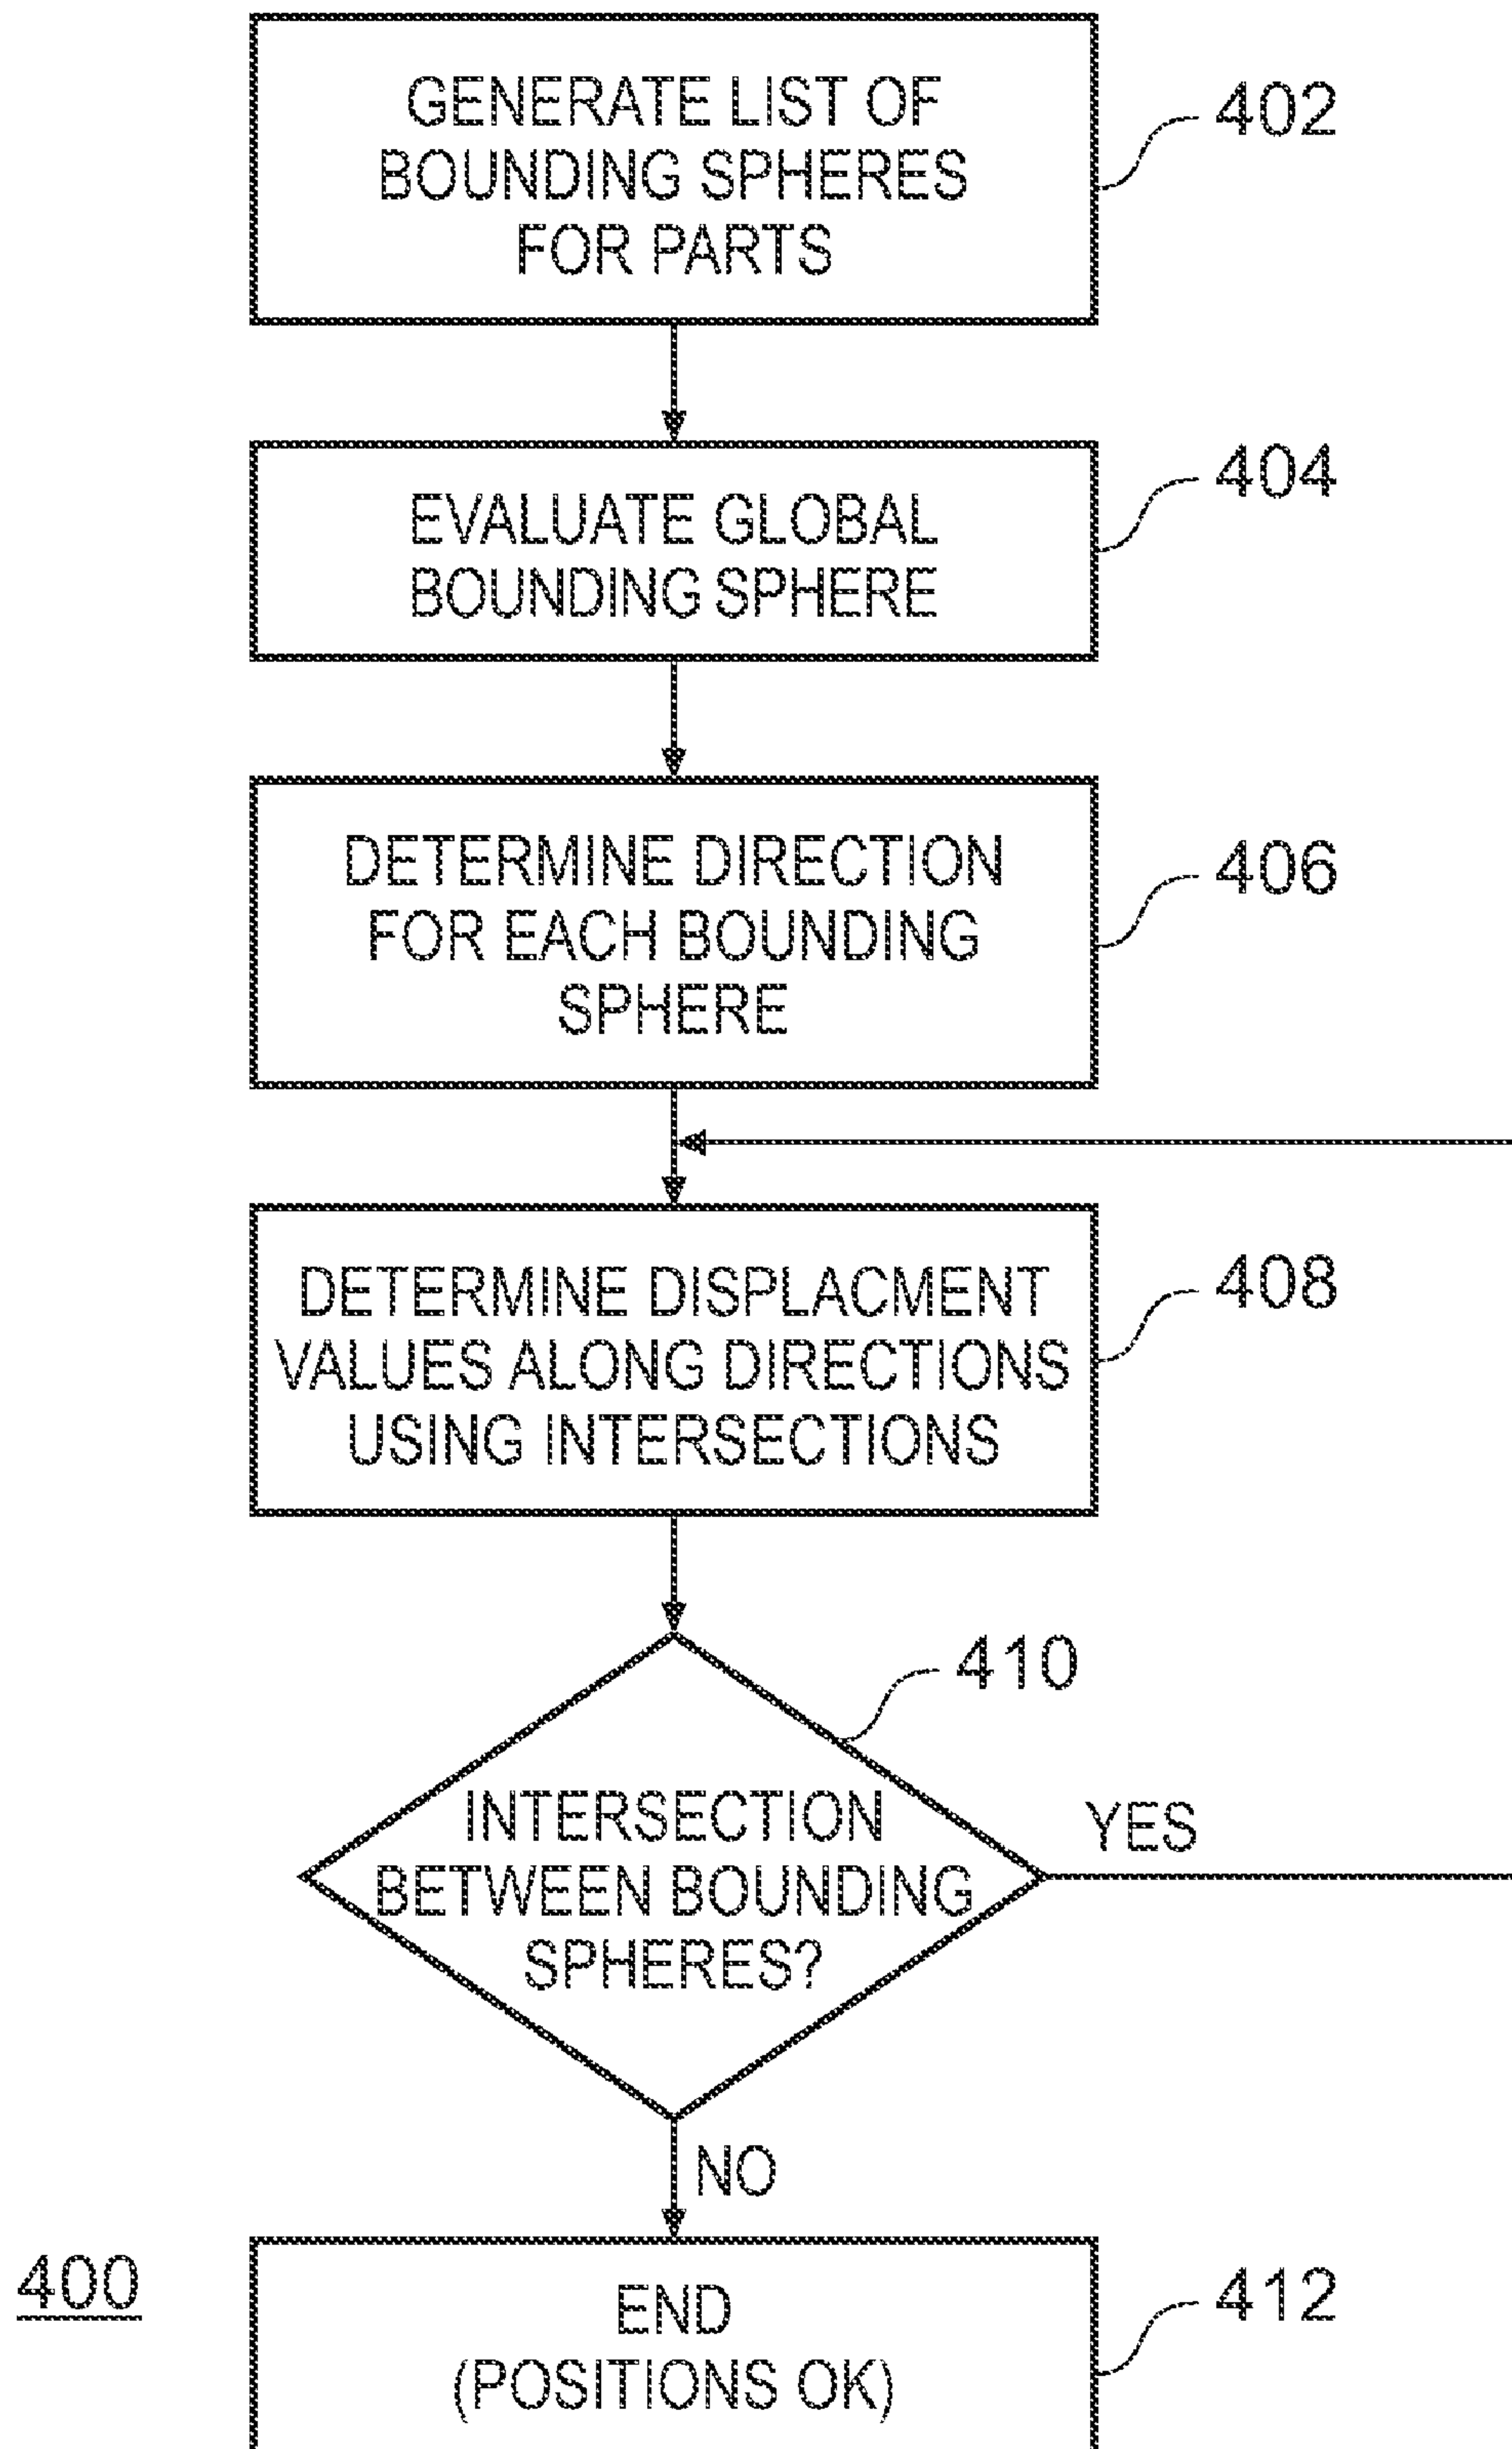 GENERATE LIST OF
BOUNDING SPHERES
FOR PARTS
402
EVALUATE GLOBAL
BOUNDING SPHERE
404
DETERMINE DIRECTION
FOR EACH BOUNDING
SPHERE
406
DETERMINE DISPLACMENT
VALUES ALONG DIRECTIONS
USING INTERSECTIONS
408
410
INTERSECTION
BETWEEN BOUNDING
SPHERES?
YES
NO
400
END
(POSITIONS OK)
412